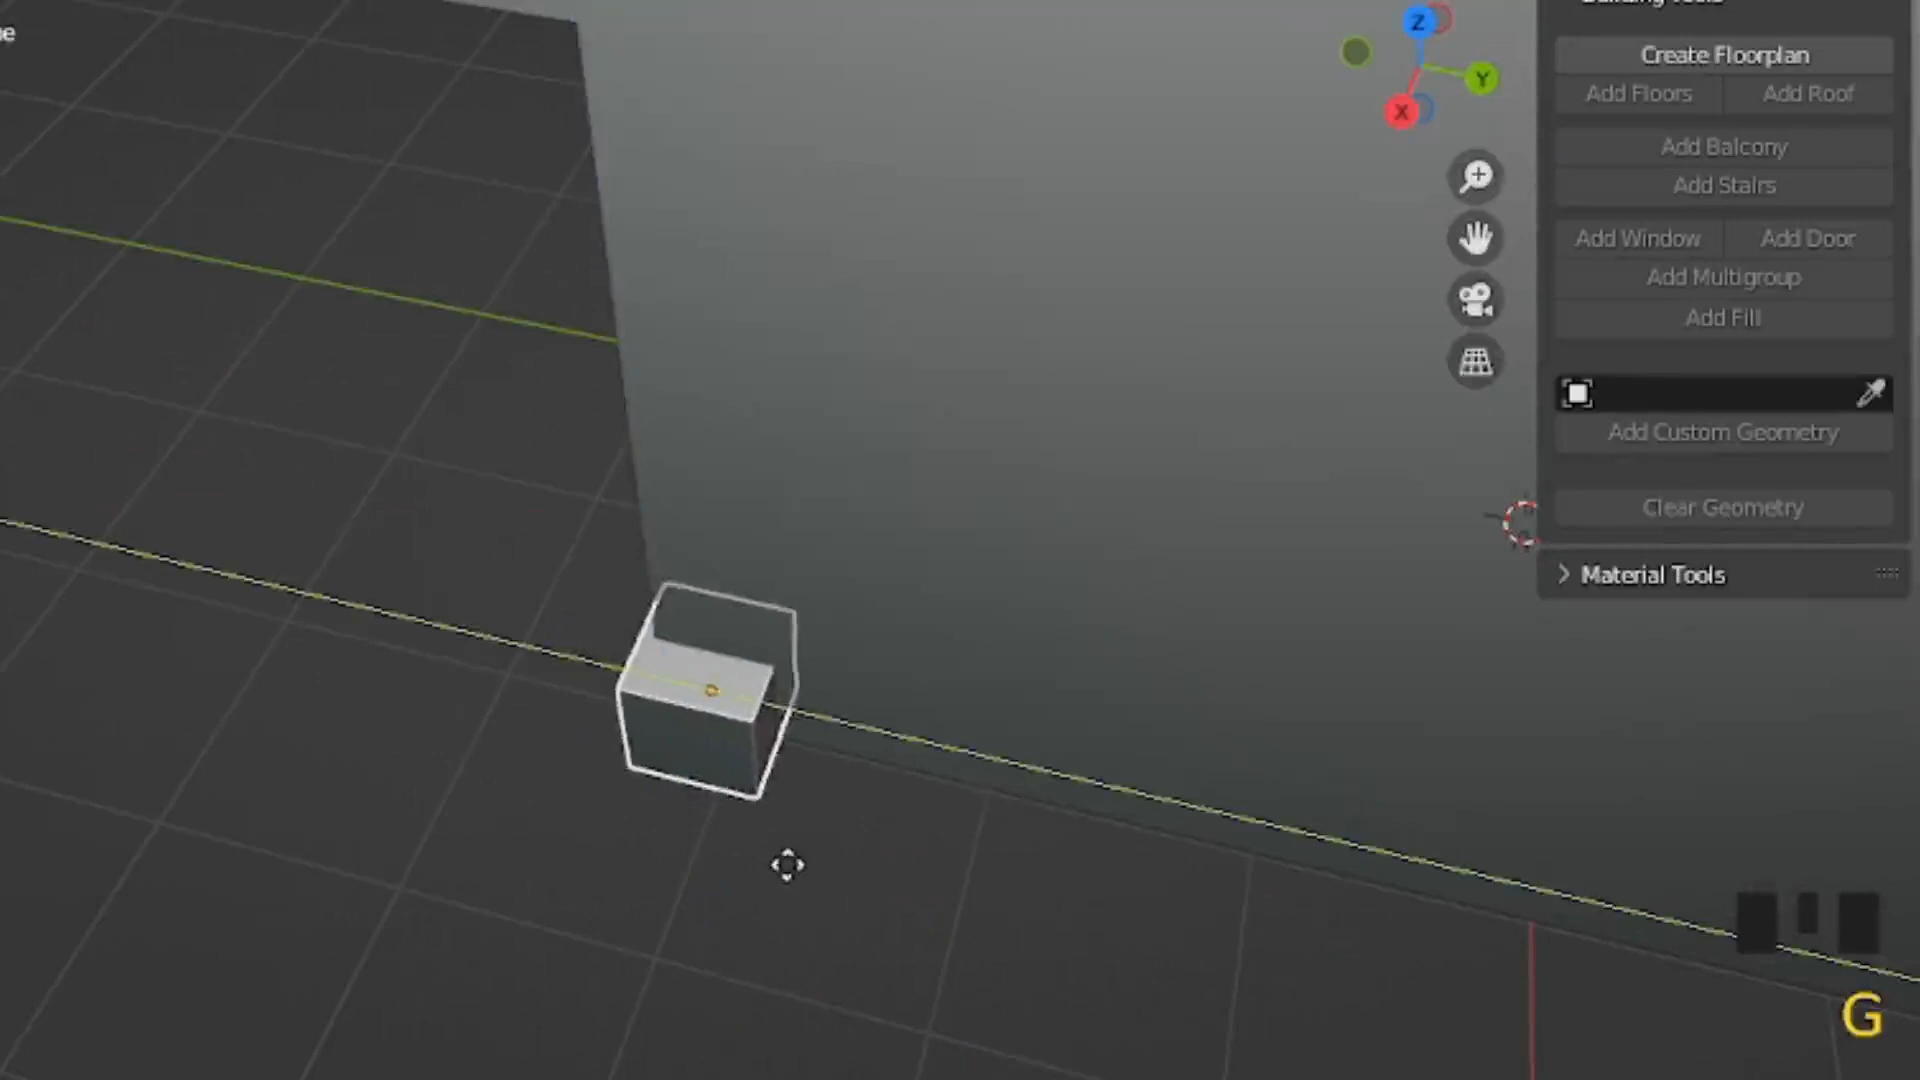 Z
Y
X
Create Floorplan
Add Floors
Add Roof
Add Balcony
Add Stairs
Add Window
Add Door
Add Multigroup
Add Fill
Add Custom Geometry
Clear Geometry
Material Tools
G